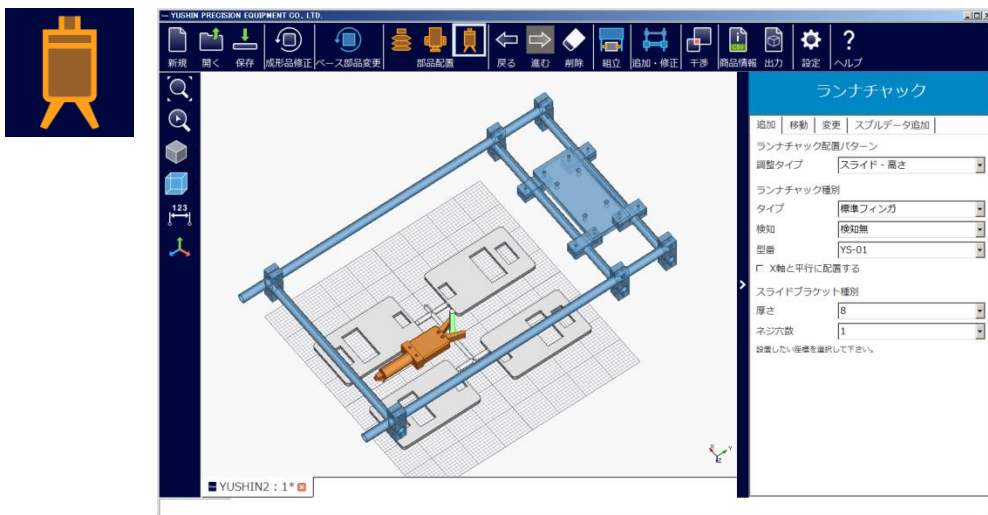 YUSHIN PRECISION EQUIPMENT CO., LTD.
新規 開く 保存 成形品修正 ベース部品変更 部品配置 戻る 進む 削除 組立 追加・修正 干渉 商品情報 出力 設定 ヘルプ
CSV
?
123
ランナチャック
追加 移動 変更 スプルデータ追加
ランナチャック配置パターン
調整タイプ スライド - 高さ
ランナチャック種別
タイプ 標準フィンガ
検知 検知無
型番 YS-01
X軸と平行に配置する
スライドブラケット種別
厚さ 8
ネジ穴数 1
設置したい座標を選択して下さい。
X Y Z
YUSHIN2 : 1*